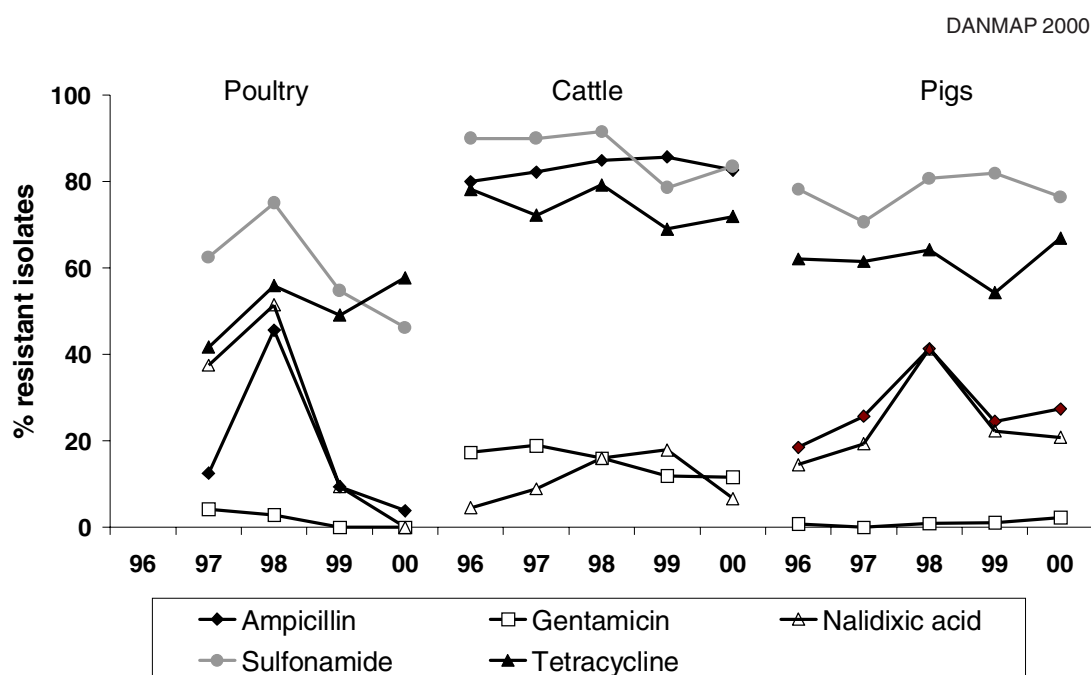 DANMAP 2000
Poultry Cattle Pigs
100
80
60
40
20
0
% resistant isolates
96 97 98 99 00 96 97 98 99 00 96 97 98 99 00
Ampicillin Gentamicin Nalidixic acid
Sulfonamide Tetracycline